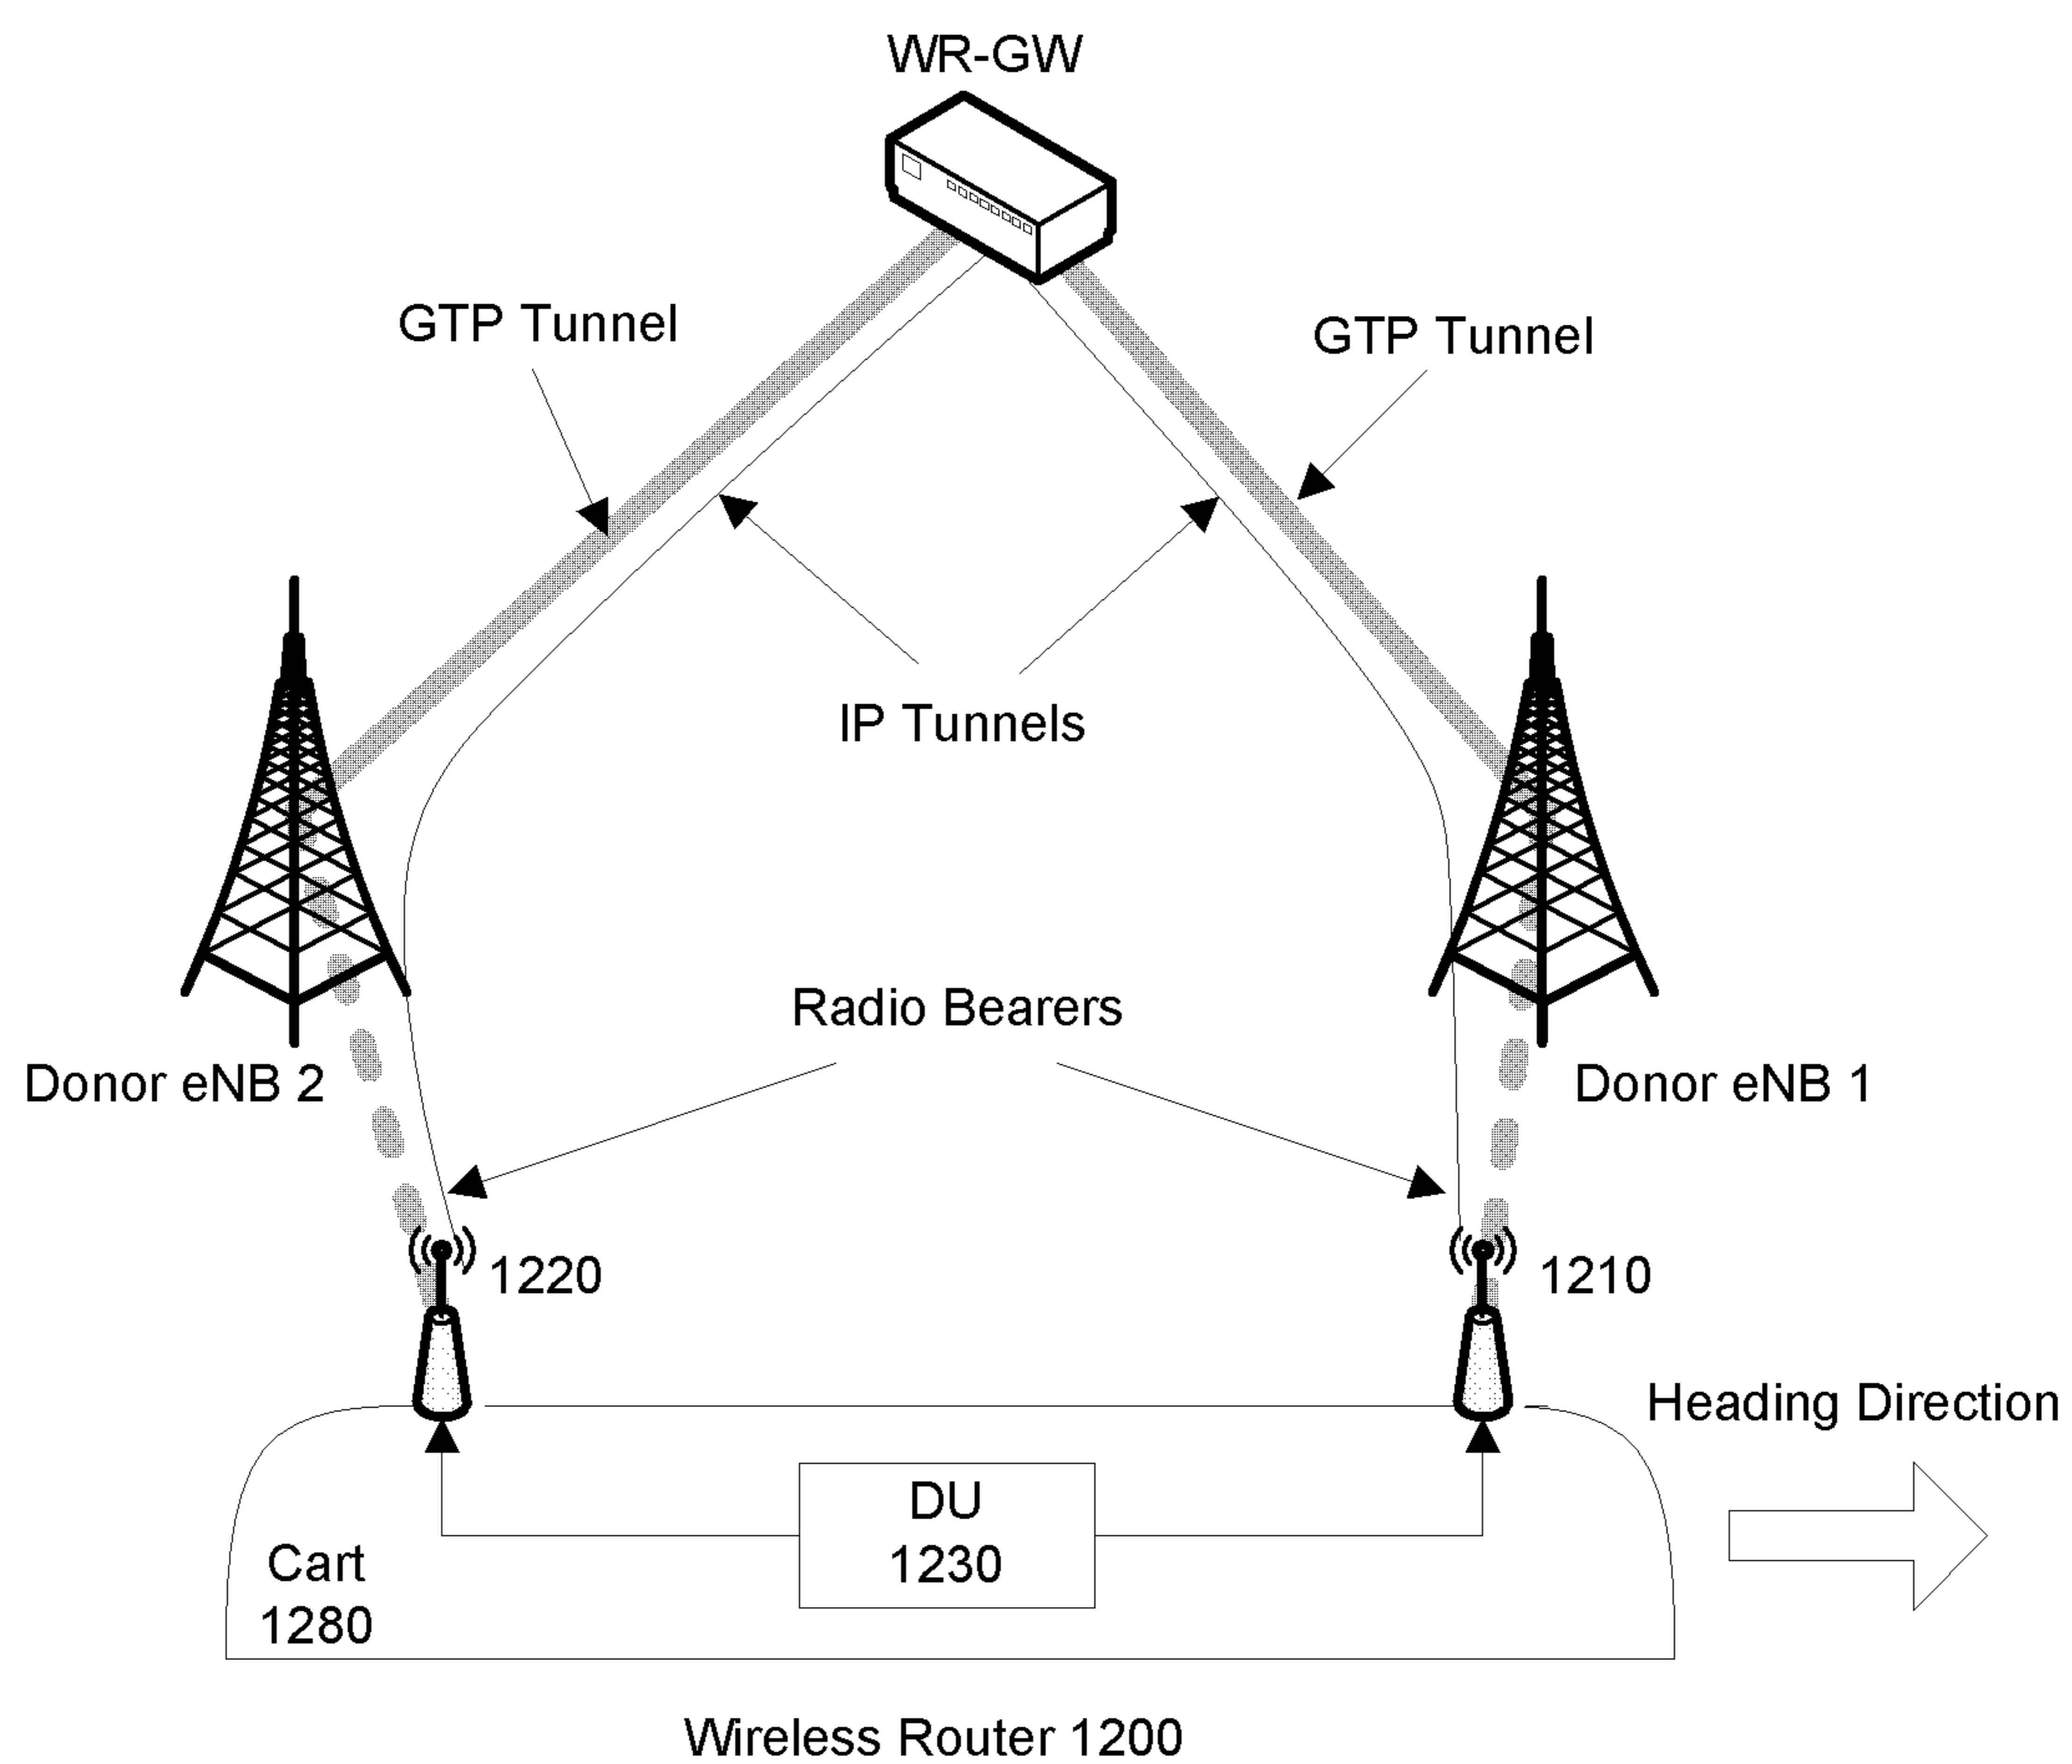 WR-GW
GTP Tunnel
GTP Tunnel
IP Tunnels
Radio Bearers
Donor eNB 2
Donor eNB 1
1220
1210
Heading Direction
DU
1230
Cart
1280
Wireless Router 1200